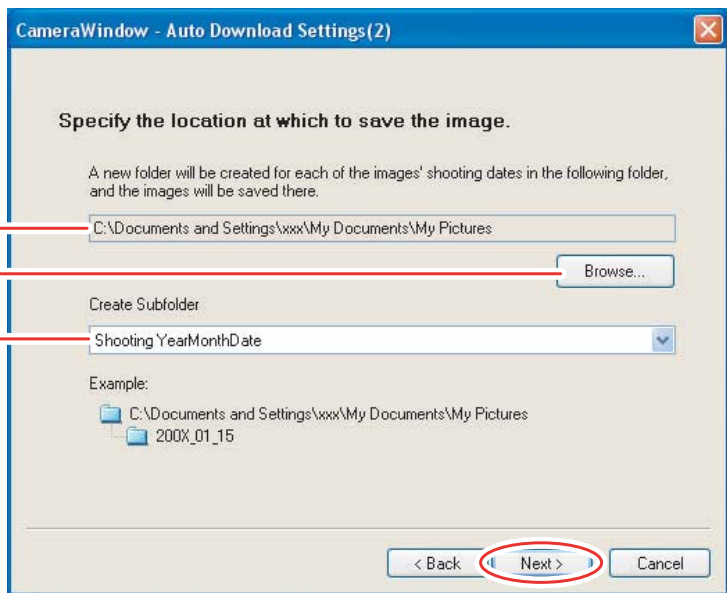 CameraWindow - Auto Download Settings(2)
Specify the location at which to save the image.
A new folder will be created for each of the images' shooting dates in the following folder,
and the images will be saved there.
C:\Documents and Settings\xxx\My Documents\My Pictures
Browse...
Create Subfolder
Shooting YearMonthDate
Example:
C:\Documents and Settings\xxx\My Documents\My Pictures
200X_01_15
< Back Next > Cancel